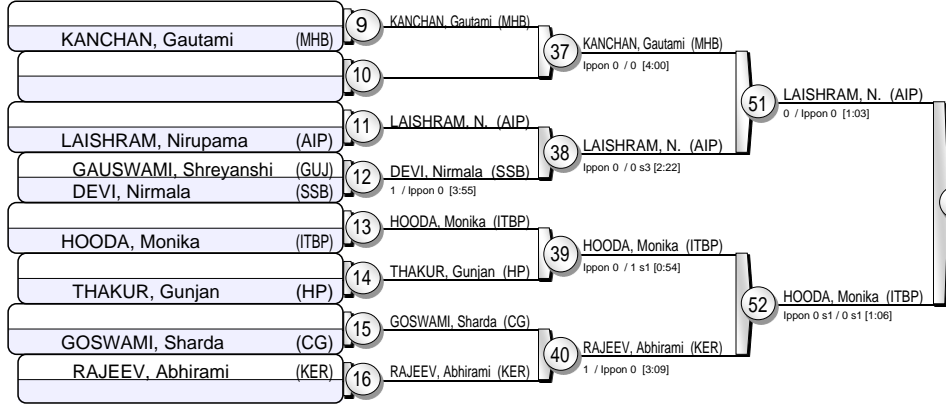 9
KANCHAN, Gautami (MHB)
KANCHAN, Gautami (MHB)
37
KANCHAN, Gautami (MHB)
Ippon 0 / 0 [4:00]
10
51
LAISHRAM, N. (AIP)
0 / Ippon 0 [1:03]
11
LAISHRAM, Nirupama (AIP)
LAISHRAM, N. (AIP)
38
LAISHRAM, N. (AIP)
Ippon 0 / 0 s3 [2:22]
GAUSWAMI, Shreyanshi (GUJ)
DEVI, Nirmala (SSB)
12
DEVI, Nirmala (SSB)
1 / Ippon 0 [3:55]
13
HOODA, Monika (ITBP)
HOODA, Monika (ITBP)
39
HOODA, Monika (ITBP)
Ippon 0 / 1 s1 [0:54]
14
THAKUR, Gunjan (HP)
THAKUR, Gunjan (HP)
52
HOODA, Monika (ITBP)
Ippon 0 s1 / 0 s1 [1:06]
15
GOSWAMI, Sharda (CG)
GOSWAMI, Sharda (CG)
40
RAJEEV, Abhirami (KER)
1 / Ippon 0 [3:09]
RAJEEV, Abhirami (KER)
16
RAJEEV, Abhirami (KER)